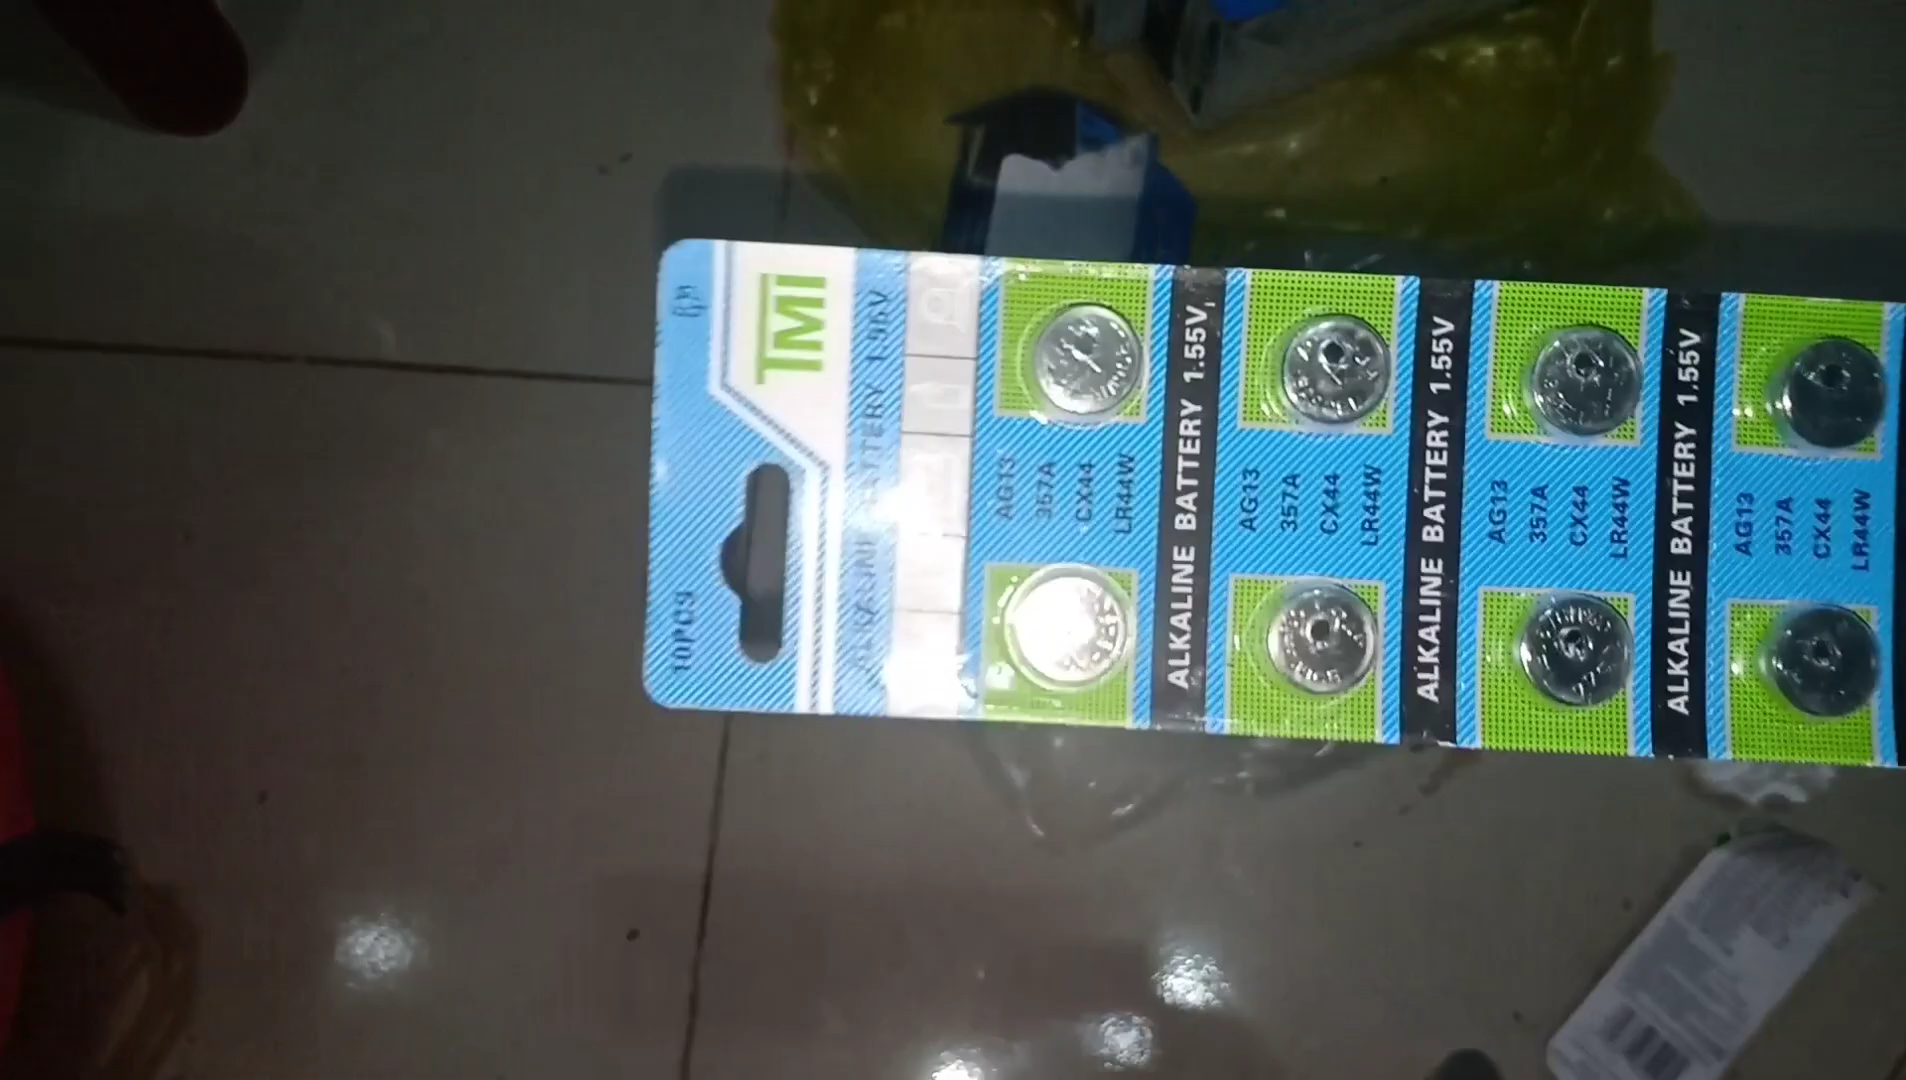 TMI
10PCS
ALKALINE BATTERY 1.55V
AG13
357A
CX44
LR44W
ALKALINE BATTERY 1.55V
AG13
357A
CX44
LR44W
ALKALINE BATTERY 1.55V
AG13
357A
CX44
LR44W
ALKALINE BATTERY 1.55V
AG13
357A
CX44
LR44W